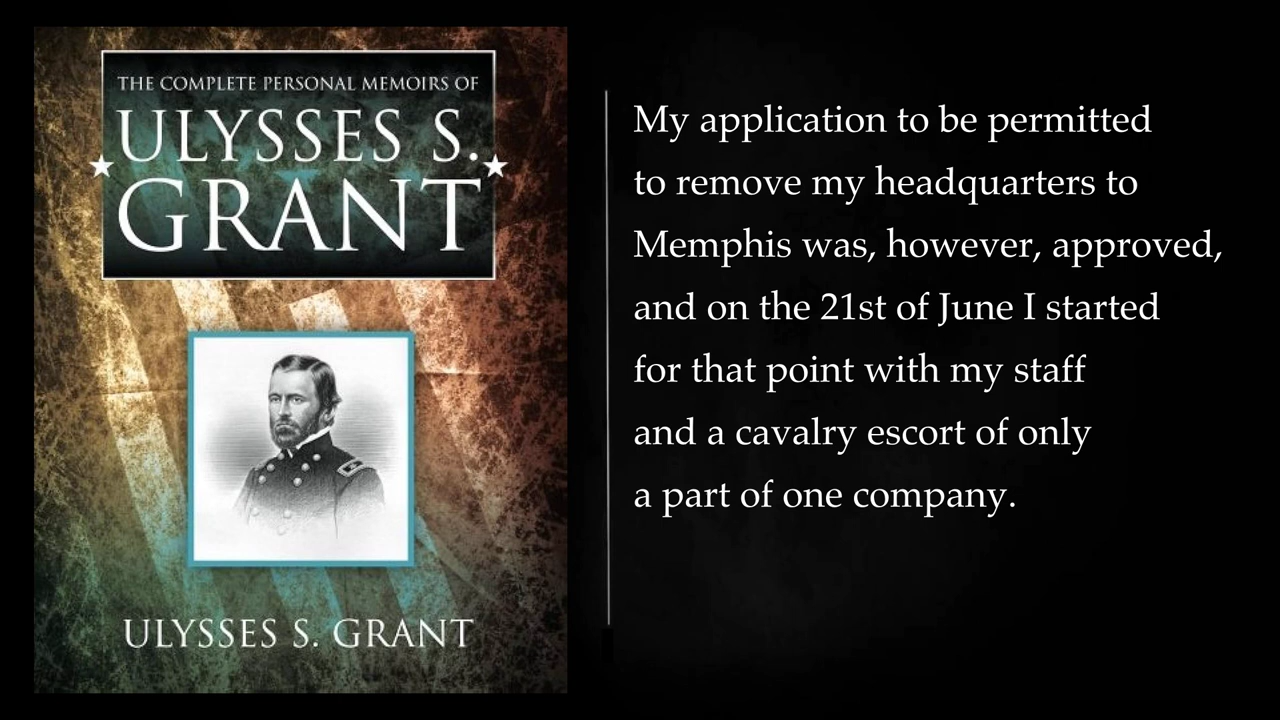 THE COMPLETE PERSONAL MEMOIRS OF
ULYSSES S.
GRANT
ULYSSES S. GRANT
My application to be permitted
to remove my headquarters to
Memphis was, however, approved,
and on the 21st of June I started
for that point with my staff
and a cavalry escort of only
a part of one company.